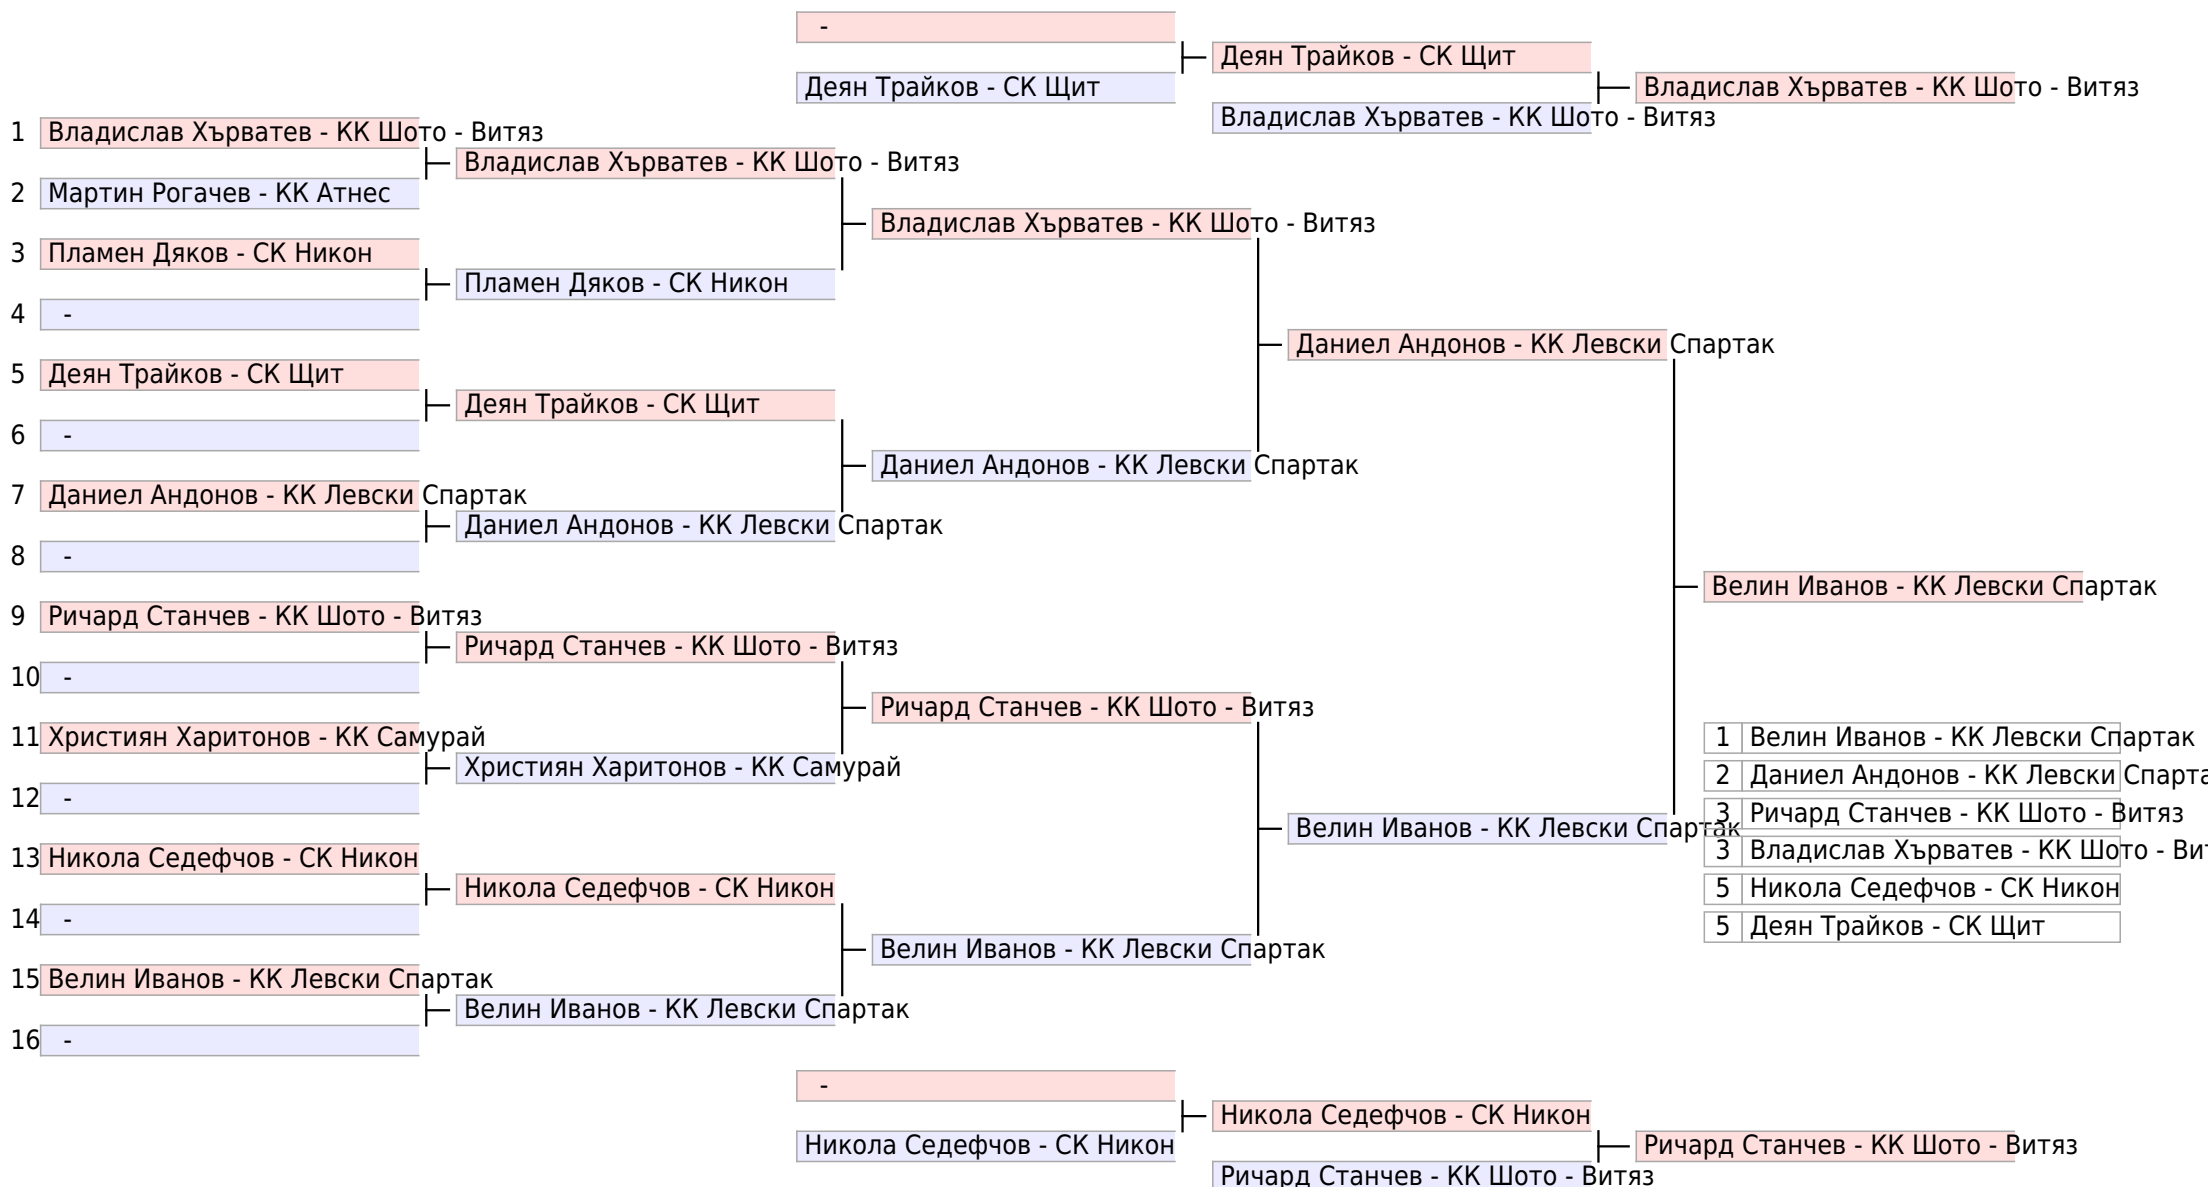 -
Деян Трайков - СК Щит
Деян Трайков - СК Щит
Владислав Хърватев - КК Шото - Витяз
Владислав Хърватев - КК Шото - Витяз
1 Владислав Хърватев - КК Шото - Витяз
Владислав Хърватев - КК Шото - Витяз
2 Мартин Рогачев - КК Атнес
Владислав Хърватев - КК Шото - Витяз
3 Пламен Дяков - СК Никон
Пламен Дяков - СК Никон
4 -
Даниел Андонов - КК Левски Спартак
5 Деян Трайков - СК Щит
Деян Трайков - СК Щит
6 -
Даниел Андонов - КК Левски Спартак
7 Даниел Андонов - КК Левски Спартак
Даниел Андонов - КК Левски Спартак
8 -
Велин Иванов - КК Левски Спартак
9 Ричард Станчев - КК Шото - Витяз
Ричард Станчев - КК Шото - Витяз
10 -
Ричард Станчев - КК Шото - Витяз
11 Християн Харитонов - КК Самурай
Християн Харитонов - КК Самурай
12 -
Велин Иванов - КК Левски Спартак
13 Никола Седефчов - СК Никон
Никола Седефчов - СК Никон
14 -
Велин Иванов - КК Левски Спартак
15 Велин Иванов - КК Левски Спартак
Велин Иванов - КК Левски Спартак
16 -
1 Велин Иванов - КК Левски Спартак
2 Даниел Андонов - КК Левски Спарта
3 Ричард Станчев - КК Шото - Витяз
3 Владислав Хърватев - КК Шото - Ви
5 Никола Седефчов - СК Никон
5 Деян Трайков - СК Щит
-
Никола Седефчов - СК Никон
Никола Седефчов - СК Никон
Ричард Станчев - КК Шото - Витяз
Ричард Станчев - КК Шото - Витяз